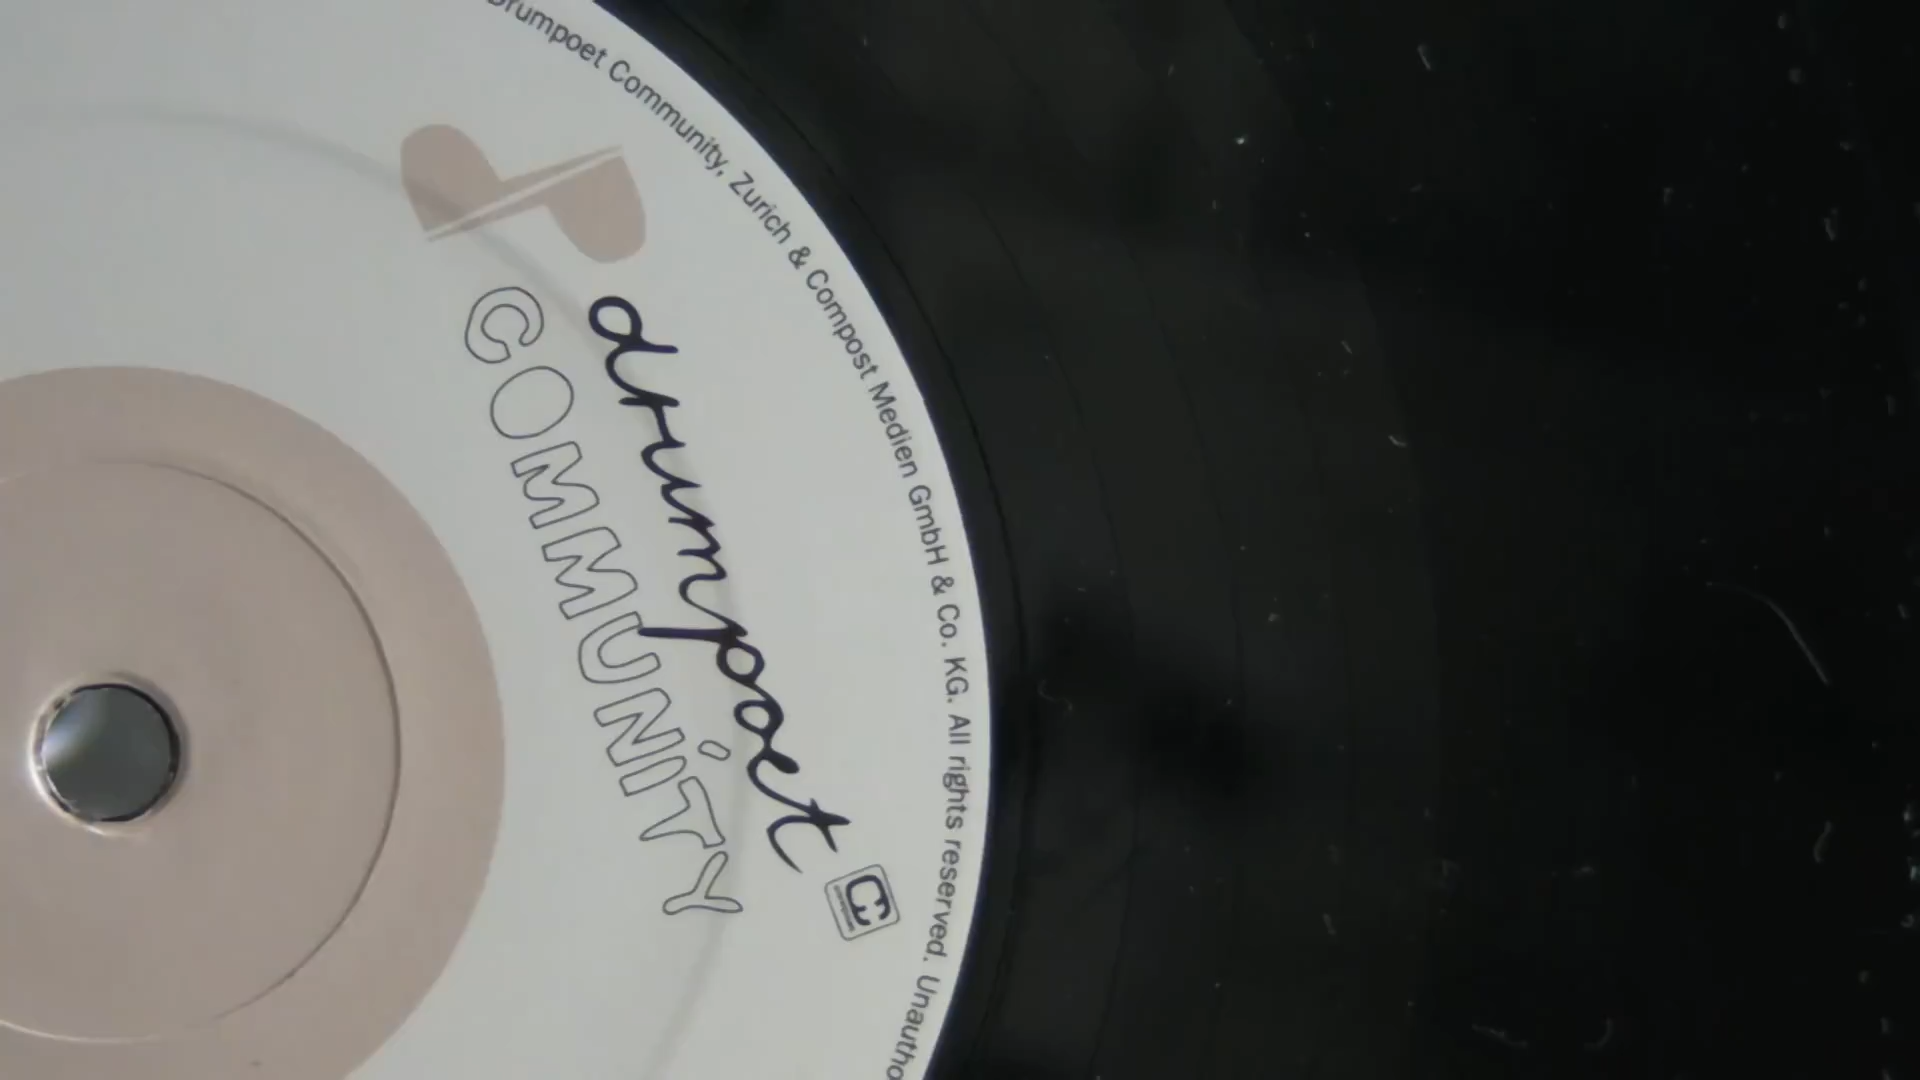 Drumpoet Community, Zurich & Compost Medien GmbH & Co. KG. All rights reserved.
drumpoet
COMMUNiTY